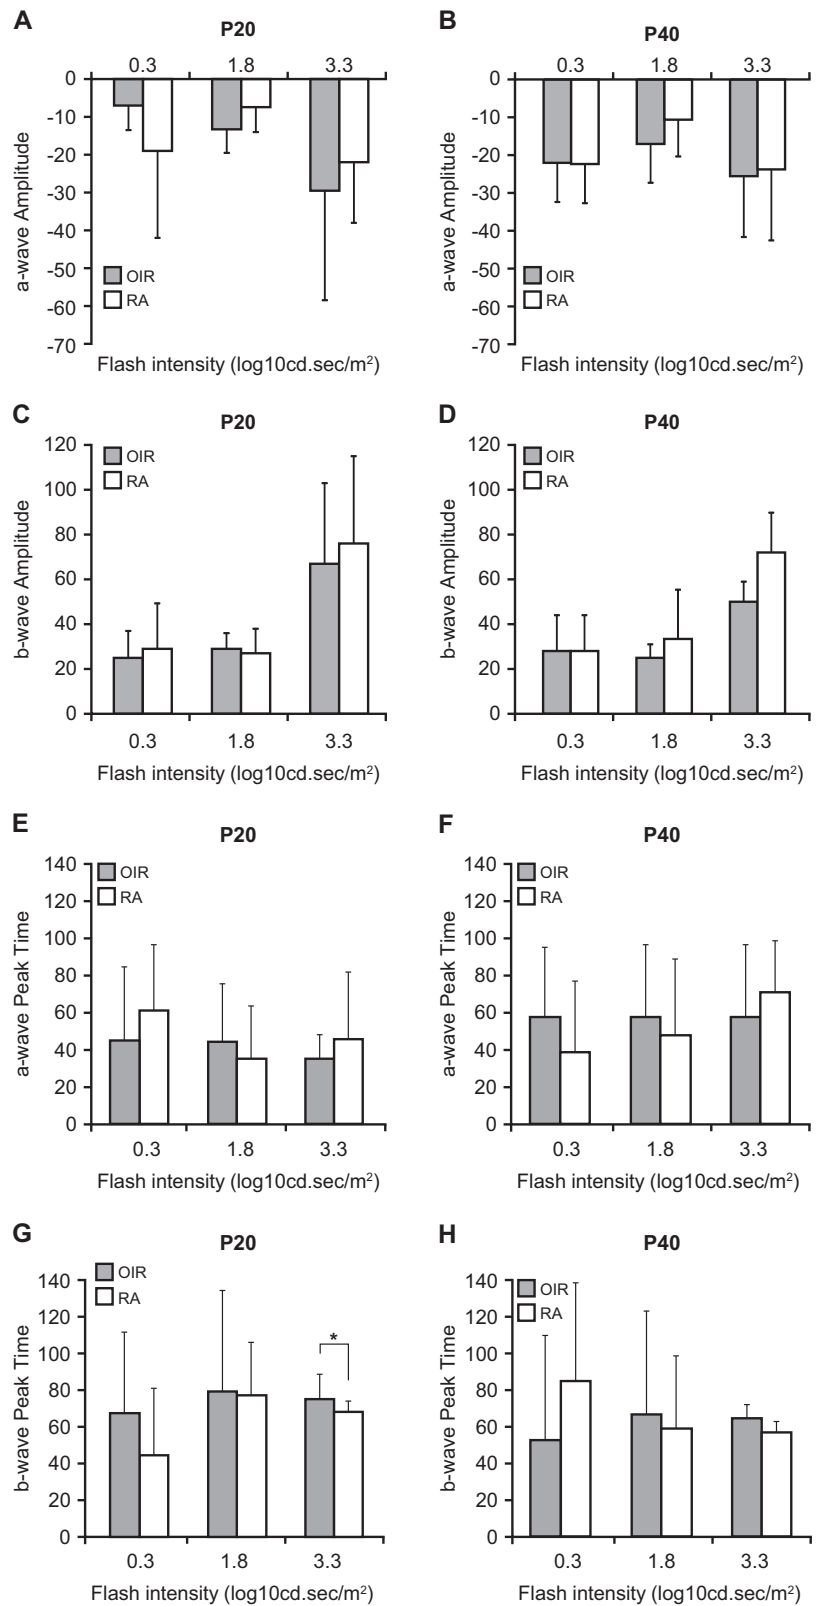 A
P20
0.3 1.8 3.3
0
-10
-20
-30
-40
-50
-60
-70
a-wave Amplitude
OIR
RA
Flash intensity (log10cd.sec/m²)
B
P40
0.3 1.8 3.3
0
-10
-20
-30
-40
-50
-60
-70
a-wave Amplitude
OIR
RA
Flash intensity (log10cd.sec/m²)
C
P20
120
100
80
60
40
20
0
b-wave Amplitude
OIR
RA
0.3 1.8 3.3
Flash intensity (log10cd.sec/m²)
D
P40
120
100
80
60
40
20
0
b-wave Amplitude
OIR
RA
0.3 1.8 3.3
Flash intensity (log10cd.sec/m²)
E
P20
140
120
100
80
60
40
20
0
a-wave Peak Time
OIR
RA
0.3 1.8 3.3
Flash intensity (log10cd.sec/m²)
F
P40
140
120
100
80
60
40
20
0
a-wave Peak Time
OIR
RA
0.3 1.8 3.3
Flash intensity (log10cd.sec/m²)
G
P20
140
120
100
80
60
40
20
0
b-wave Peak Time
OIR
RA
*
0.3 1.8 3.3
Flash intensity (log10cd.sec/m²)
H
P40
140
120
100
80
60
40
20
0
b-wave Peak Time
OIR
RA
0.3 1.8 3.3
Flash intensity (log10cd.sec/m²)